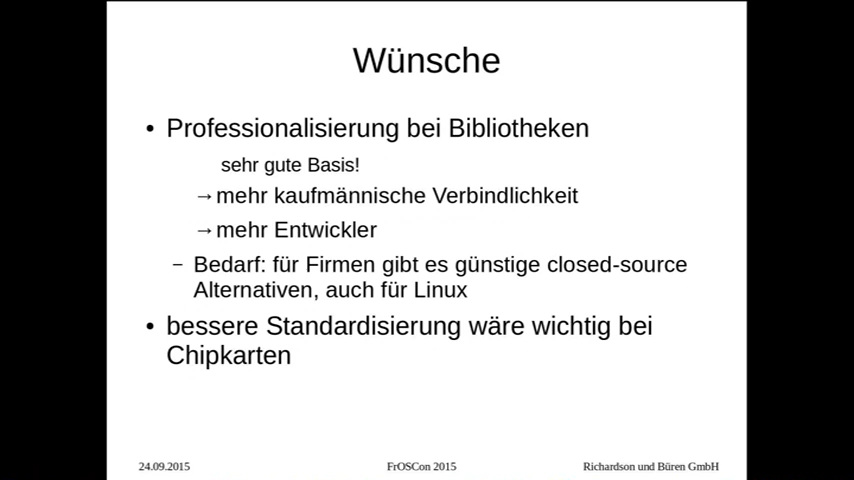 Wünsche
• Professionalisierung bei Bibliotheken
sehr gute Basis!
→mehr kaufmännische Verbindlichkeit
→mehr Entwickler
– Bedarf: für Firmen gibt es günstige closed-source
Alternativen, auch für Linux
• bessere Standardisierung wäre wichtig bei
Chipkarten
24.09.2015 FrOSCon 2015 Richardson und Büren GmbH